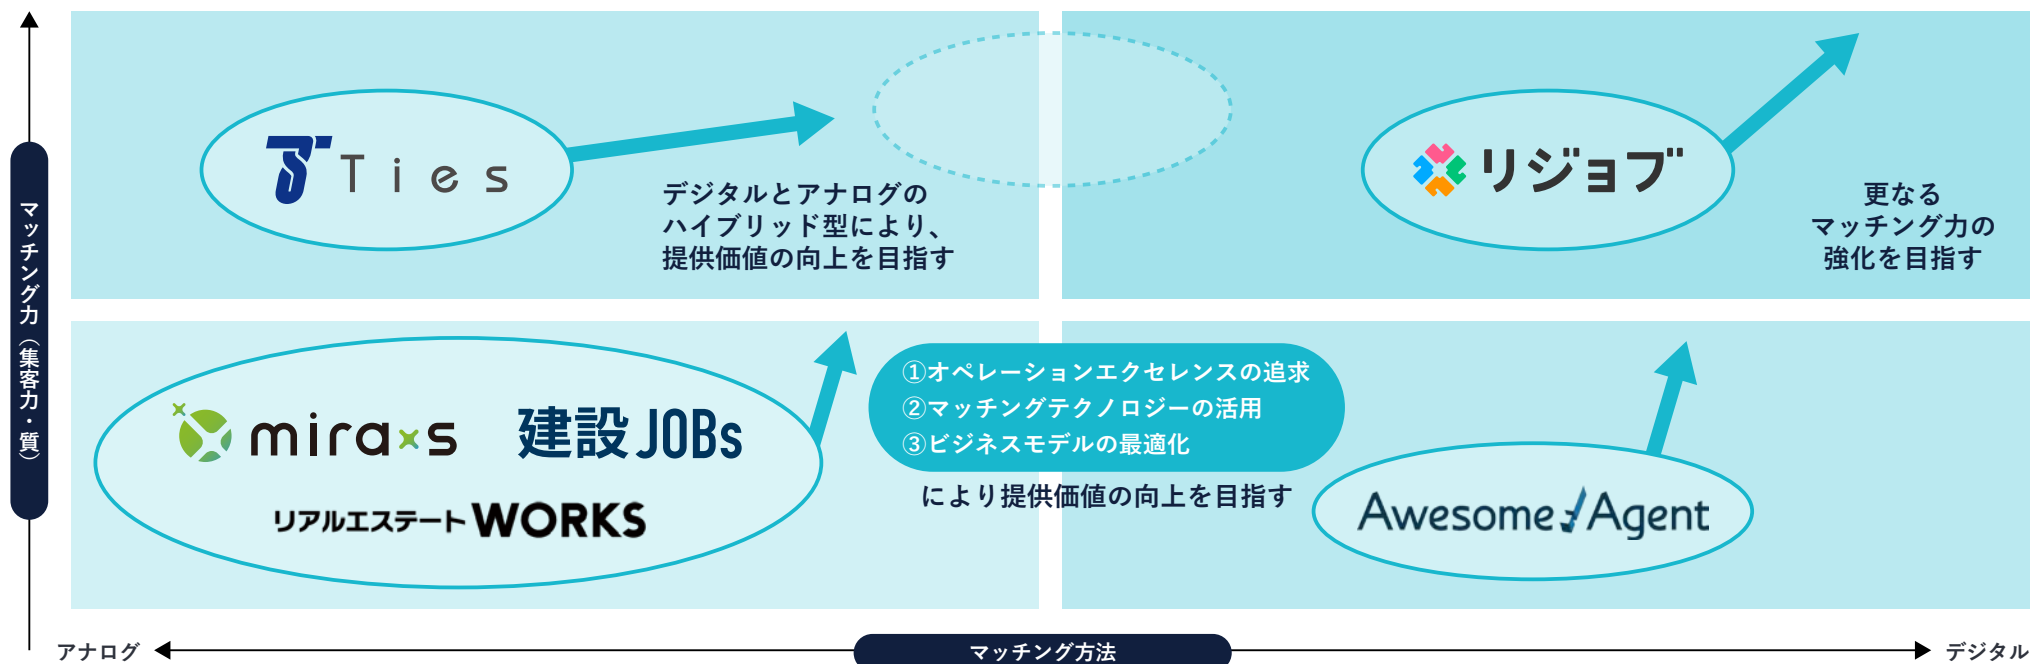 マッチング力（集客力・質）
Ties
デジタルとアナログの
ハイブリッド型により、
提供価値の向上を目指す
リジョブ
更なる
マッチング力の
強化を目指す
miraxs
建設JOBs
リアルエステートWORKS
①オペレーションエクセレンスの追求
②マッチングテクノロジーの活用
③ビジネスモデルの最適化
により提供価値の向上を目指す
Awesome Agent
アナログ
マッチング方法
デジタル